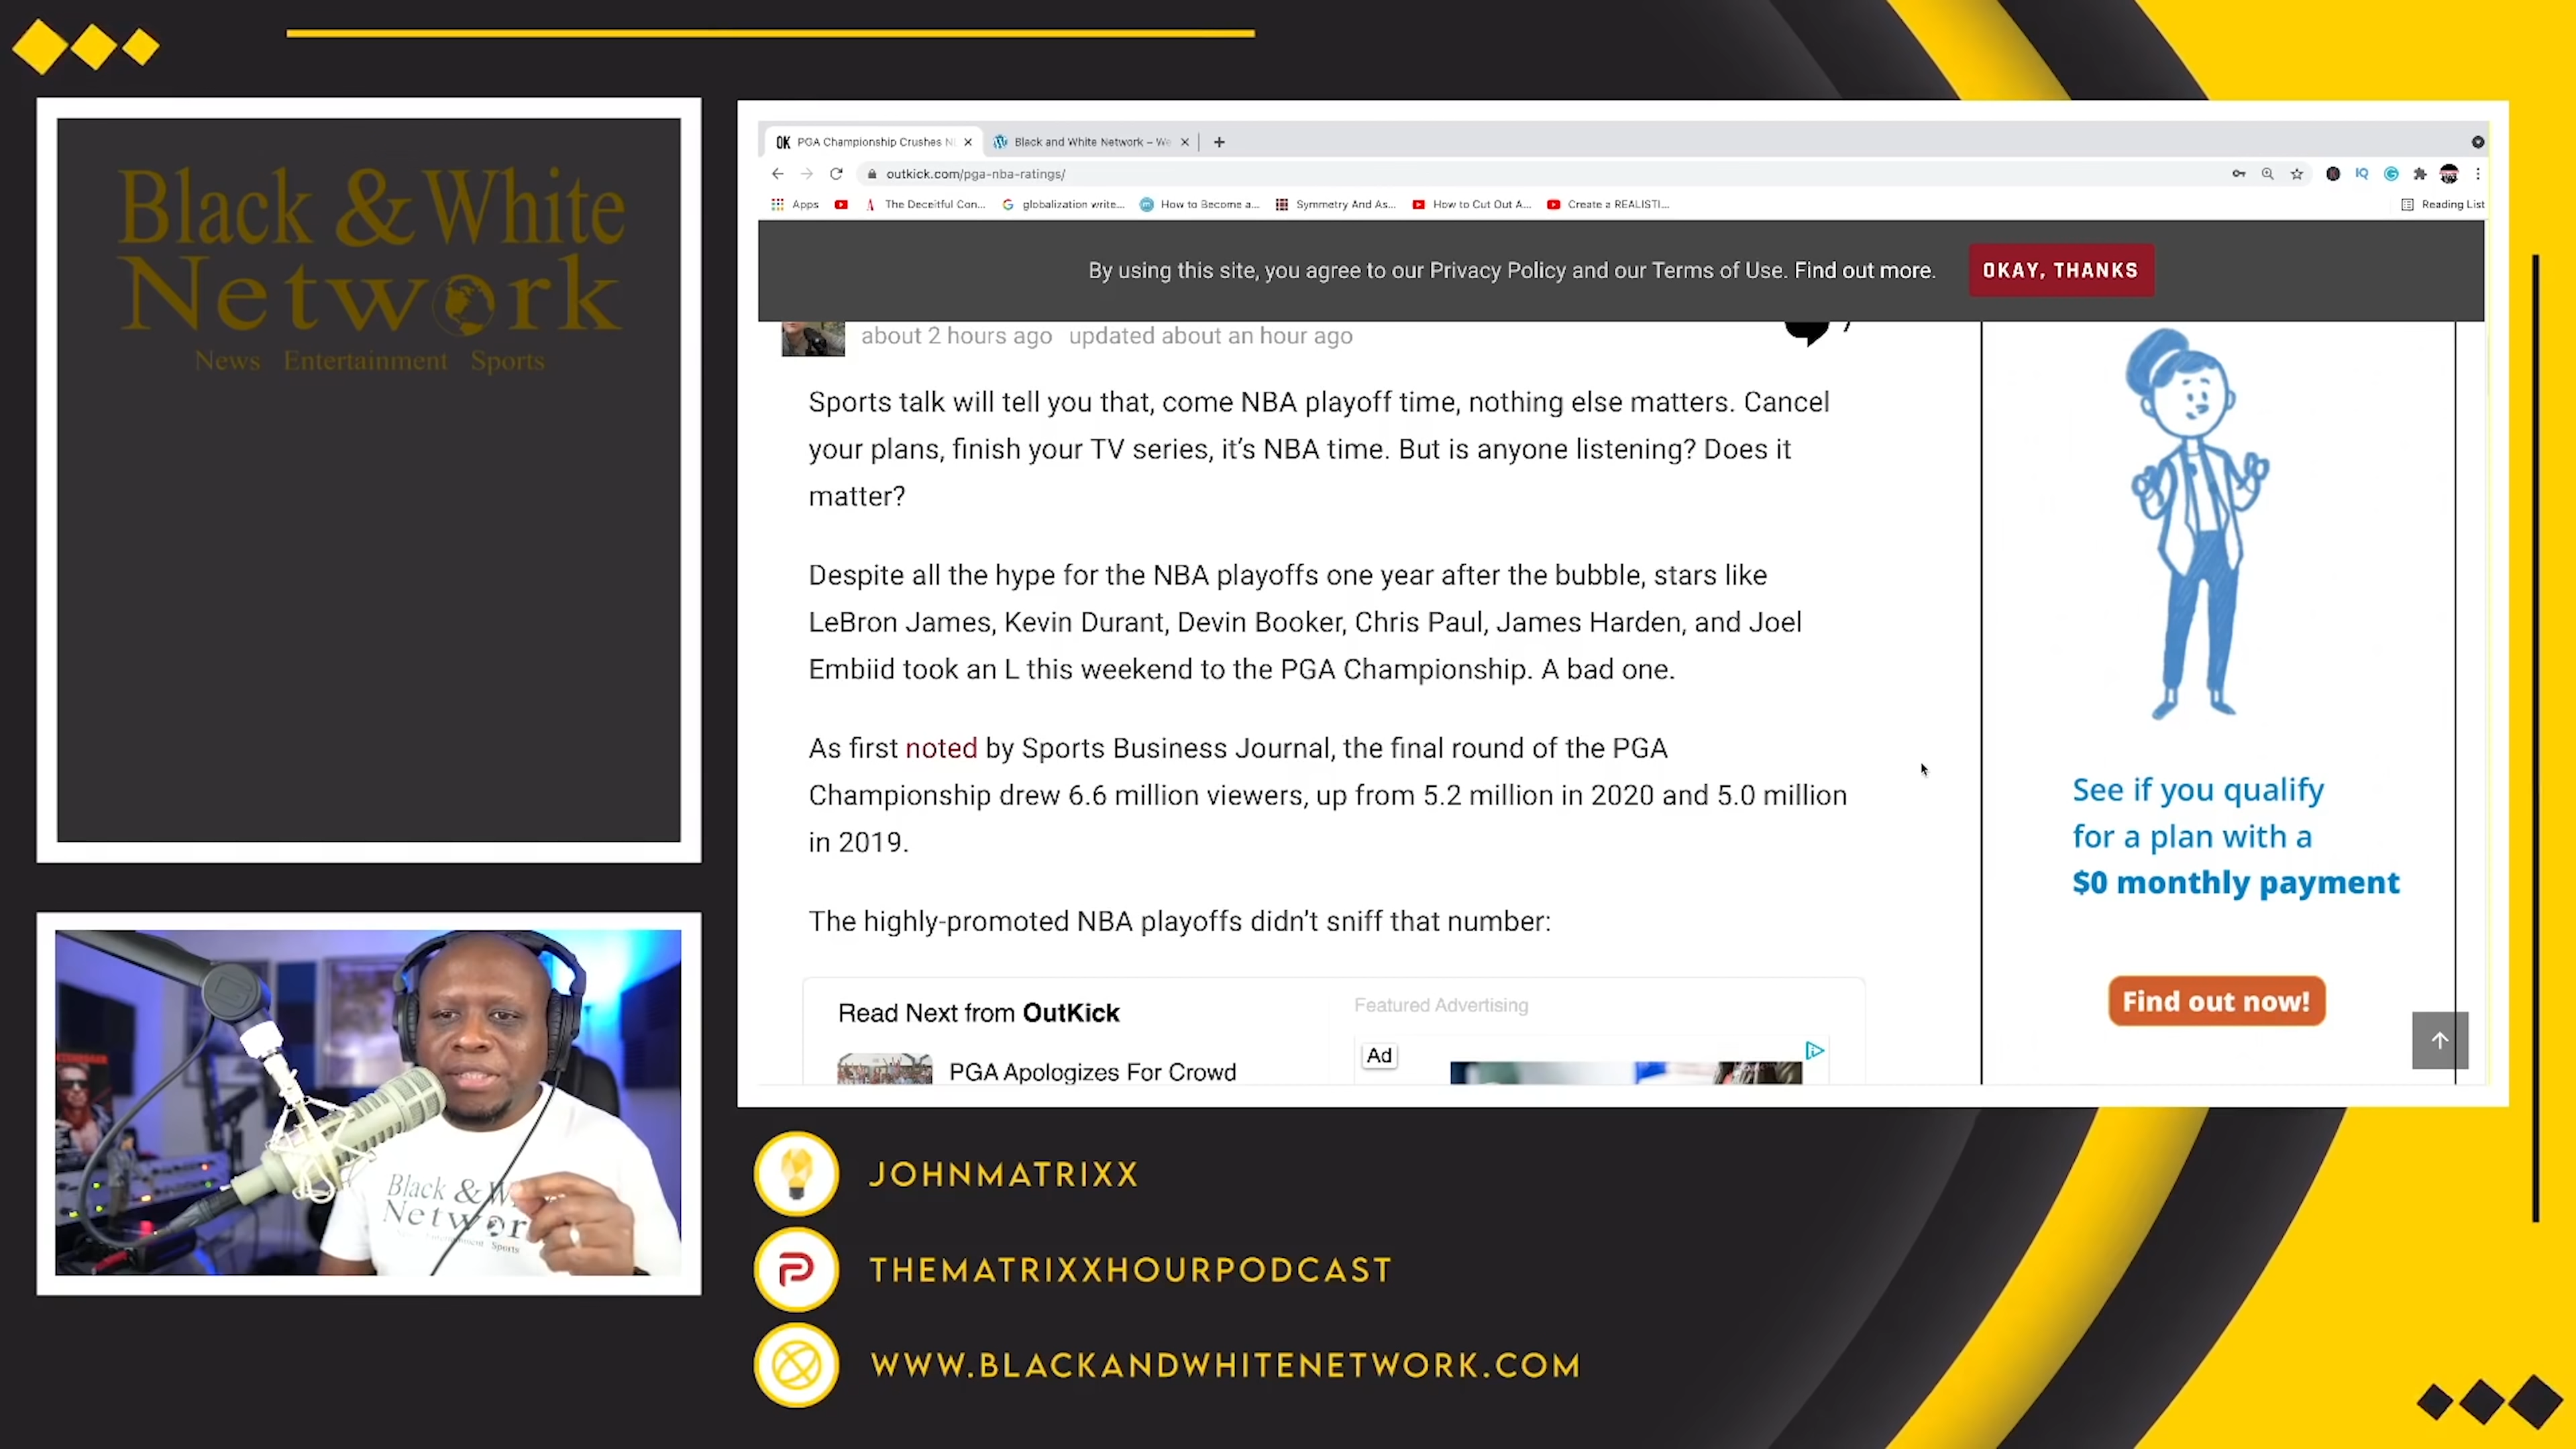 Black & White
Network
News Entertainment Sports
PGA Championship Crushes N
Black and White Network – We
outkick.com/pga-nba-ratings/
Apps
The Deceitful Con...
globalization write...
How to Become a...
Symmetry And As...
How to Cut Out A...
Create a REALISTI...
Reading List
By using this site, you agree to our Privacy Policy and our Terms of Use. Find out more.
OKAY, THANKS
about 2 hours ago updated about an hour ago
Sports talk will tell you that, come NBA playoff time, nothing else matters. Cancel
your plans, finish your TV series, it's NBA time. But is anyone listening? Does it
matter?
Despite all the hype for the NBA playoffs one year after the bubble, stars like
LeBron James, Kevin Durant, Devin Booker, Chris Paul, James Harden, and Joel
Embiid took an L this weekend to the PGA Championship. A bad one.
As first noted by Sports Business Journal, the final round of the PGA
Championship drew 6.6 million viewers, up from 5.2 million in 2020 and 5.0 million
in 2019.
The highly-promoted NBA playoffs didn't sniff that number:
Read Next from OutKick
PGA Apologizes For Crowd
Featured Advertising
Ad
See if you qualify
for a plan with a
$0 monthly payment
Find out now!
Black & W
Networ
Sports
JOHNMATRIXX
THEMATRIXXHOURPODCAST
WWW.BLACKANDWHITENETWORK.COM